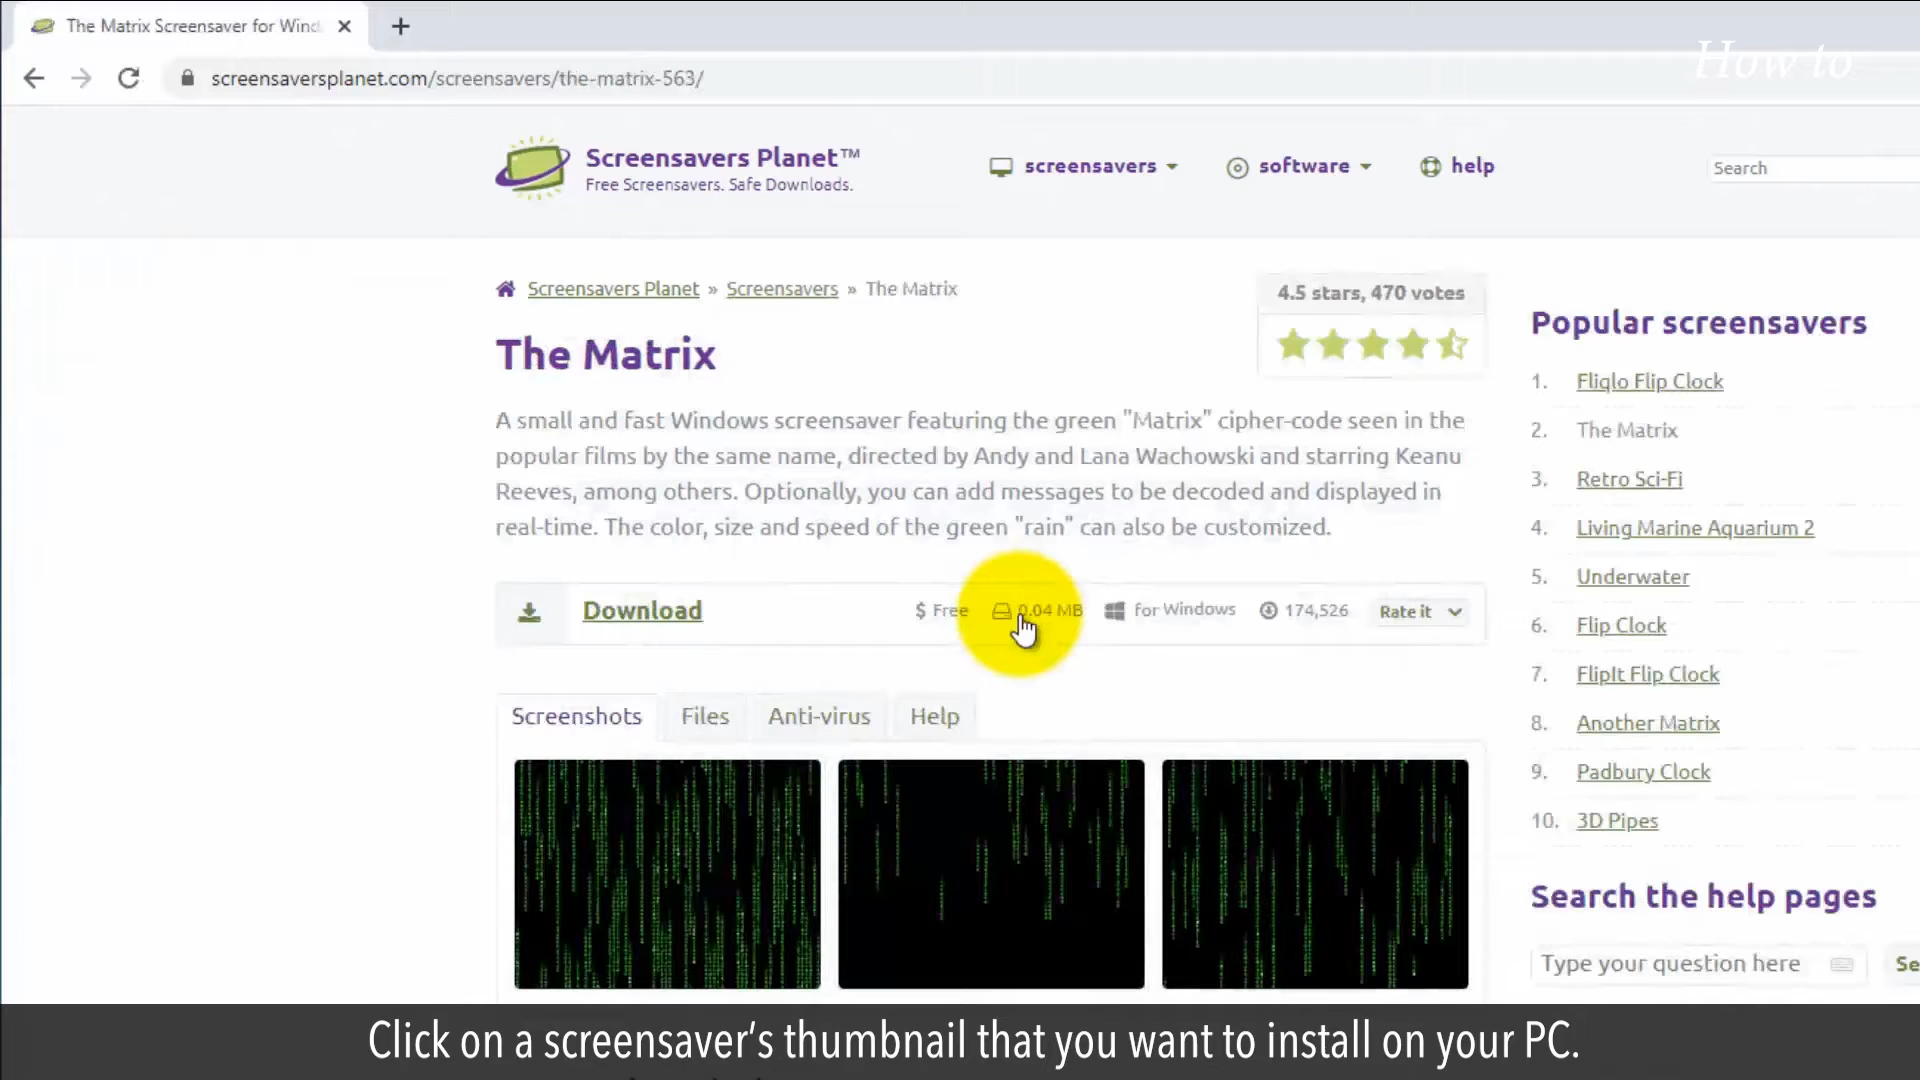 The Matrix Screensaver for Wind
How to
screensaversplanet.com/screensavers/the-matrix-563/
Screensavers Planet™
Free Screensavers. Safe Downloads.
screensavers
software
help
Search
Screensavers Planet » Screensavers » The Matrix
4.5 stars, 470 votes
The Matrix
A small and fast Windows screensaver featuring the green "Matrix" cipher-code seen in the
popular films by the same name, directed by Andy and Lana Wachowski and starring Keanu
Reeves, among others. Optionally, you can add messages to be decoded and displayed in
real-time. The color, size and speed of the green "rain" can also be customized.
Download
$ Free
0.04 MB
for Windows
174,526
Rate it
Screenshots
Files
Anti-virus
Help
Popular screensavers
1. Fliqlo Flip Clock
2. The Matrix
3. Retro Sci-Fi
4. Living Marine Aquarium 2
5. Underwater
6. Flip Clock
7. FlipIt Flip Clock
8. Another Matrix
9. Padbury Clock
10. 3D Pipes
Search the help pages
Type your question here
Se
Click on a screensaver's thumbnail that you want to install on your PC.